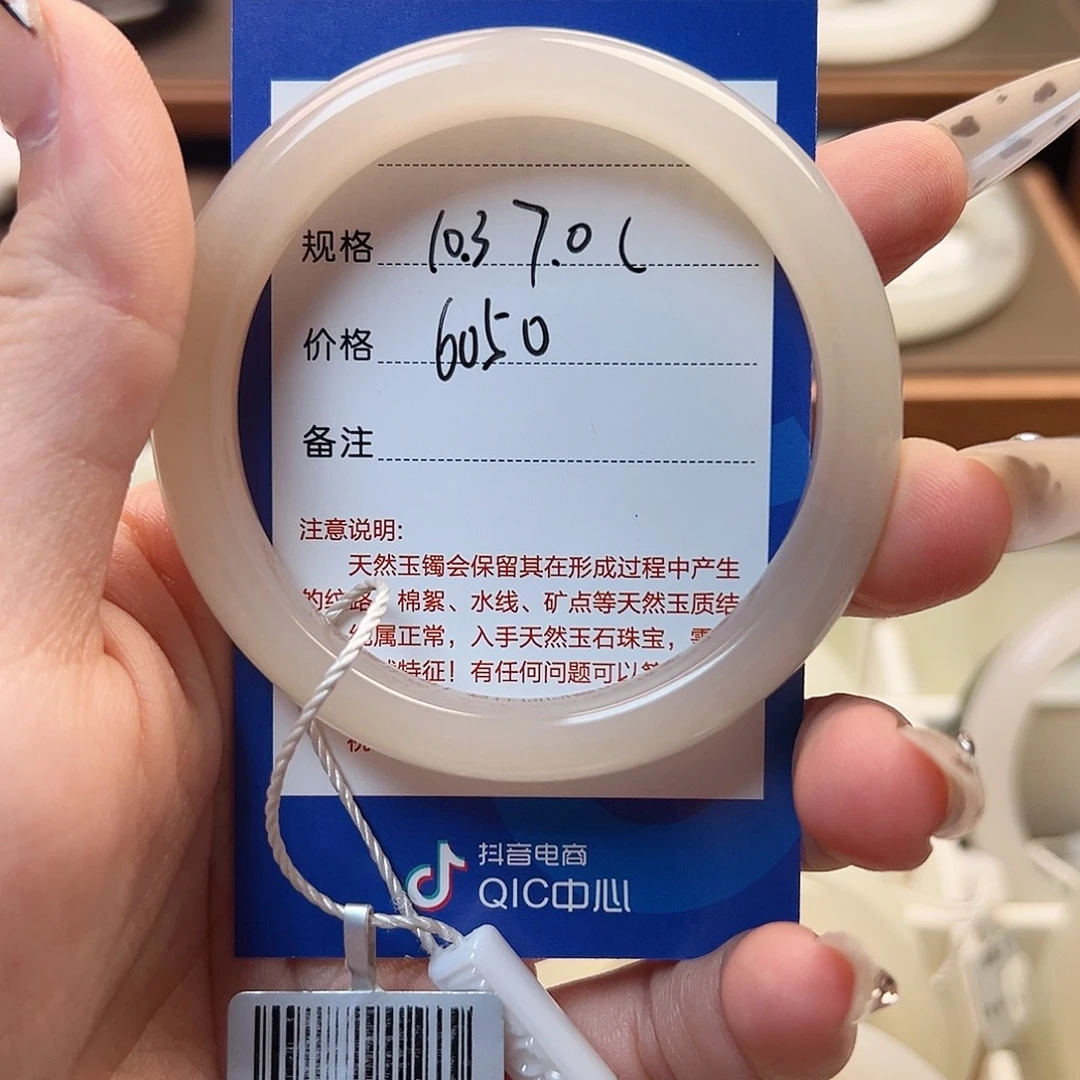 规格 10.3 7.0 C
价格 6050
备注
注意说明:
天然玉镯会保留其在形成过程中产生
的纹路、棉絮、水线、矿点等天然玉质结
属正常，入手天然玉石珠宝，
特征！有任何问题可以
抖音电商
QIC中心